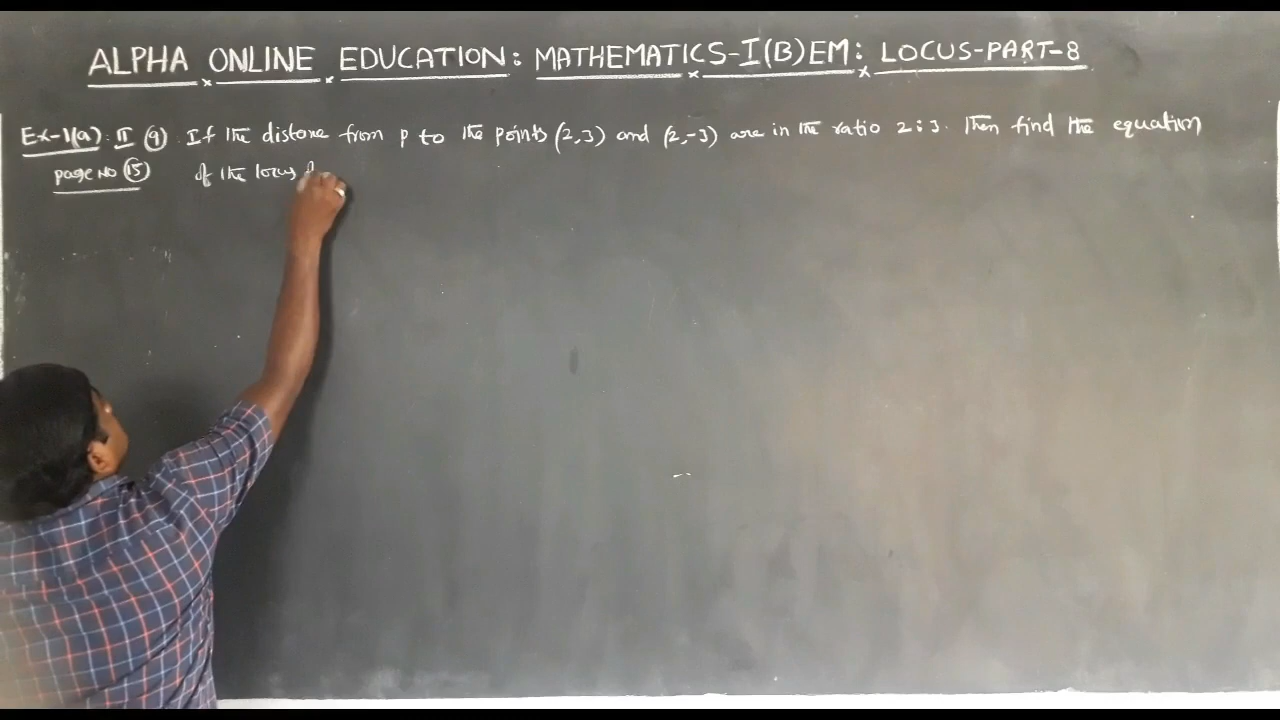 ALPHA ONLINE EDUCATION: MATHEMATICS-I(B)EM: LOCUS-PART-8
Ex-1(a): II (9). If the distance from P to the points (2,3) and (2,-3) are in the ratio 2:3. Then find the equation
page No (15) of the locus